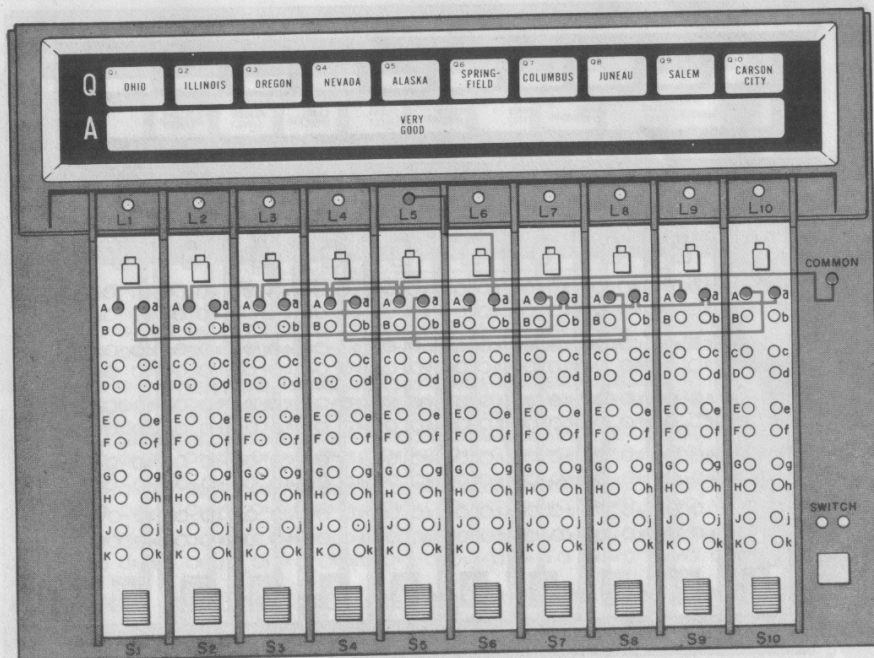 Q
Q1 Q2 Q3 Q4 Q5 Q6 Q7 Q8 Q9 Q10
OHIO ILLINOIS OREGON NEVADA ALASKA SPRING-
FIELD COLUMBUS JUNEAU SALEM CARSON
CITY
A
VERY
GOOD
L1 L2 L3 L4 L5 L6 L7 L8 L9 L10
COMMON
A a A a A a A a A a A a A a A a A a A a
B b B b B b B b B b B b B b B b B b B b
C c C c C c C c C c C c C c C c C c C c
D d D d D d D d D d D d D d D d D d D d
E e E e E e E e E e E e E e E e E e E e
F f F f F f F f F f F f F f F f F f F f
G g G g G g G g G g G g G g G g G g G g
H h H h H h H h H h H h H h H h H h H h
SWITCH
J j J j J j J j J j J j J j J j J j J j
K k K k K k K k K k K k K k K k K k K k
S1 S2 S3 S4 S5 S6 S7 S8 S9 S10